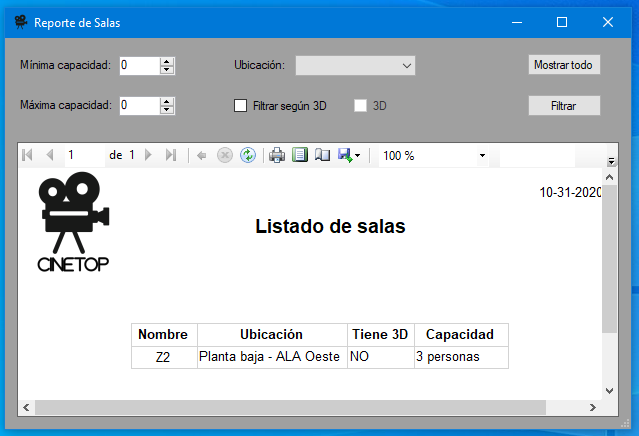 Reporte de Salas
Mínima capacidad: 0 Ubicación: Mostrar todo
Máxima capacidad: 0 Filtrar según 3D 3D Filtrar
1 de 1 100 %
10-31-2020
CINETOP
Listado de salas
Nombre Ubicación Tiene 3D Capacidad
Z2 Planta baja - ALA Oeste NO 3 personas